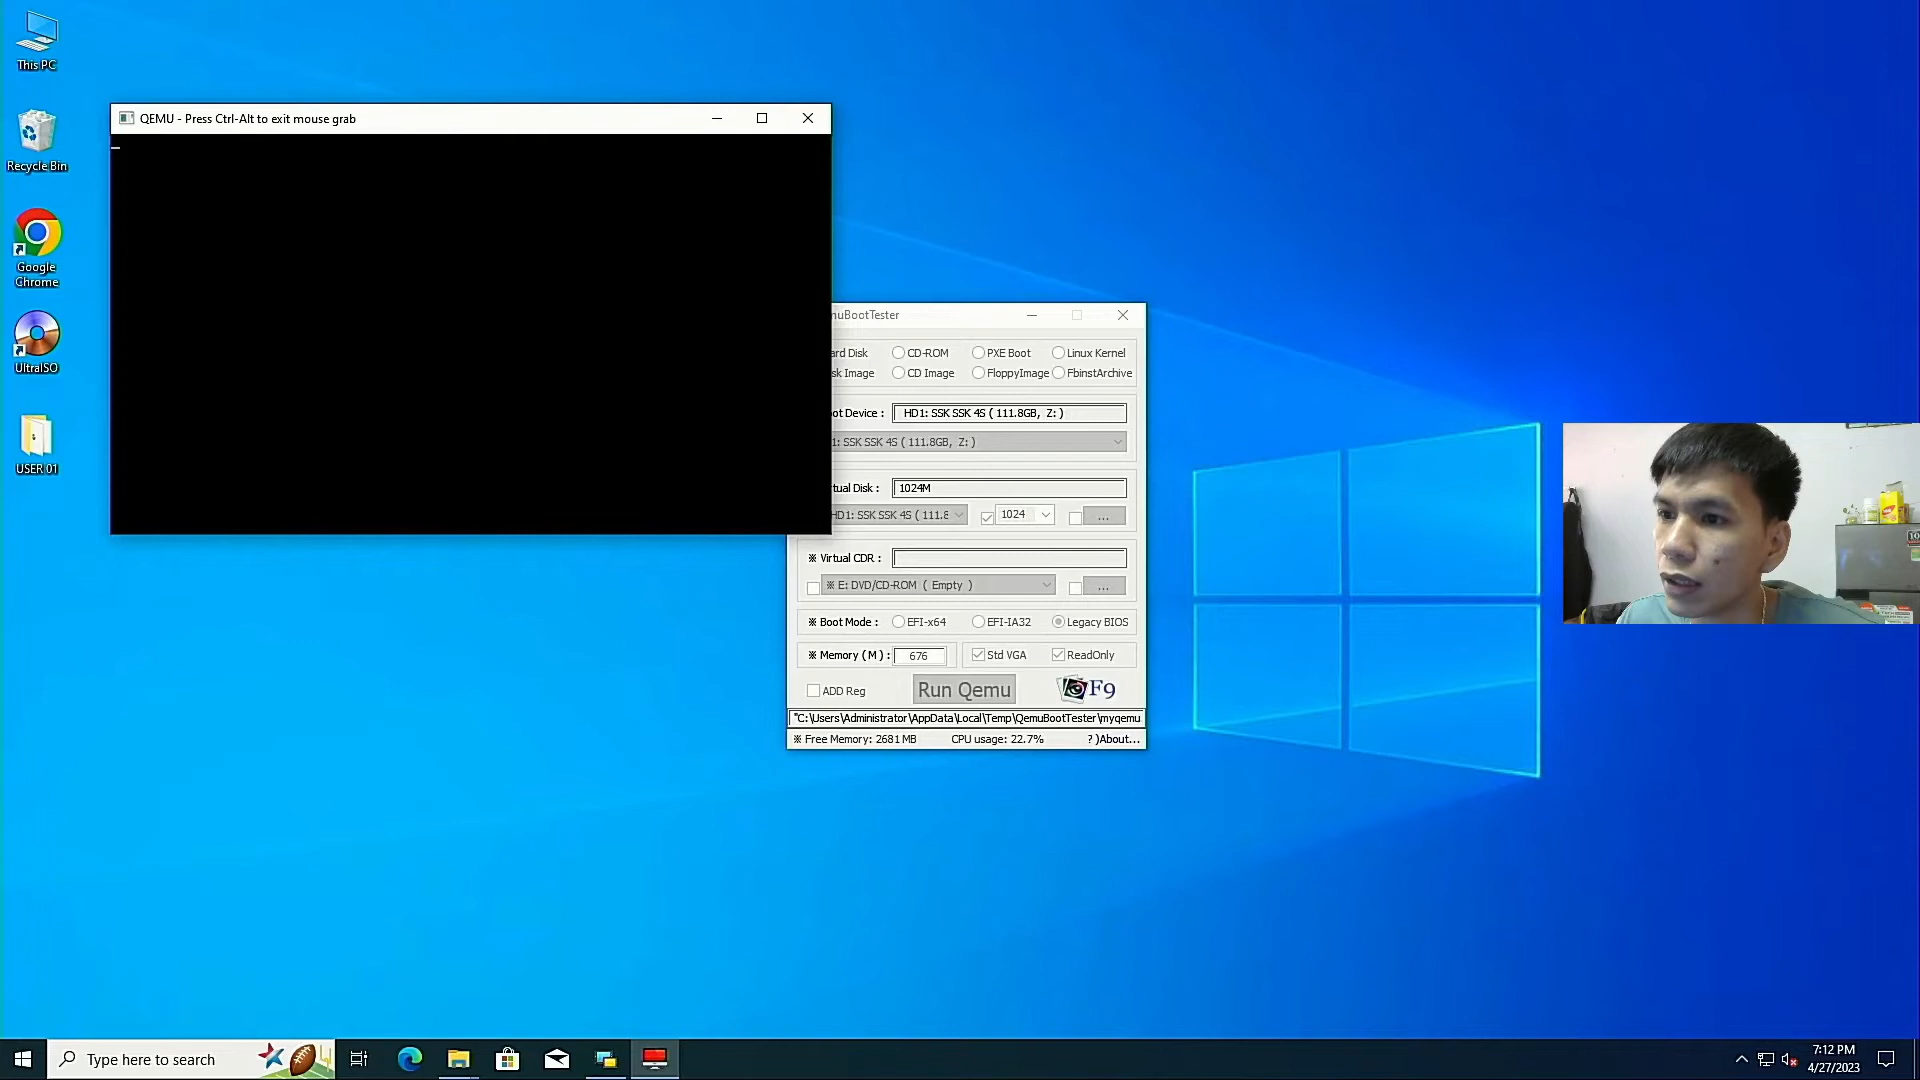 This PC
Recycle Bin
Google
Chrome
UltraISO
USER 01
QEMU - Press Ctrl-Alt to exit mouse grab
muBootTester
ard Disk
CD-ROM
PXE Boot
Linux Kernel
sk Image
CD Image
FloppyImage
FbinstArchive
ot Device :
HD1: SSK SSK 4S ( 111.8GB, Z: )
1: SSK SSK 4S ( 111.8GB, Z: )
tual Disk :
1024M
HD1: SSK SSK 4S ( 111.8
1024
...
※ Virtual CDR :
※ E: DVD/CD-ROM ( Empty )
...
※ Boot Mode :
EFI-x64
EFI-IA32
Legacy BIOS
※ Memory ( M ) :
676
Std VGA
ReadOnly
ADD Reg
Run Qemu
F9
"C:\Users\Administrator\AppData\Local\Temp\QemuBootTester\myqemu
※ Free Memory: 2681 MB
CPU usage: 22.7%
? )About...
Type here to search
7:12 PM
4/27/2023